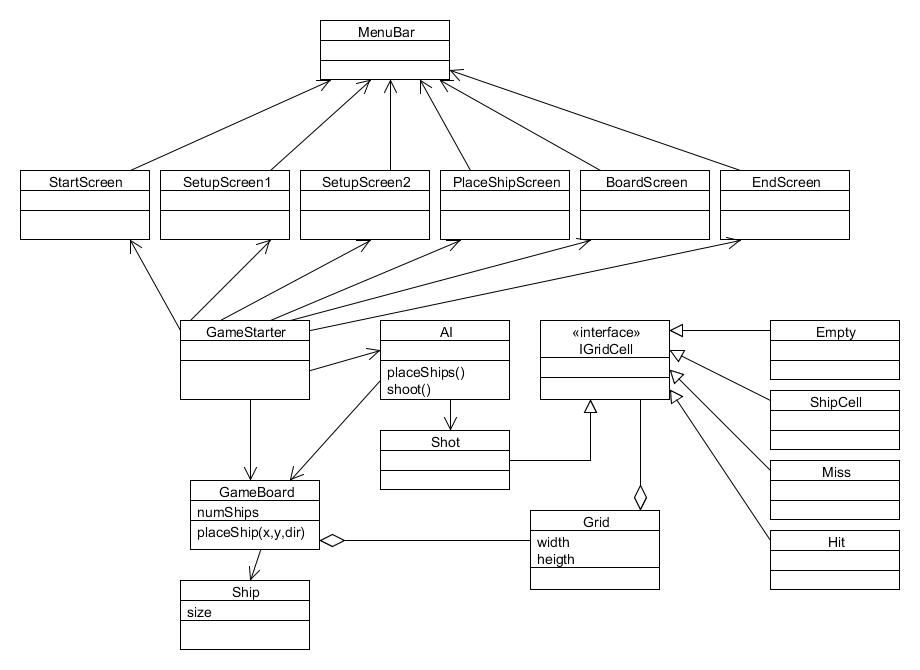 MenuBar
StartScreen
SetupScreen1
SetupScreen2
PlaceShipScreen
BoardScreen
EndScreen
GameStarter
AI
placeShips()
shoot()
«interface»
IGridCell
Empty
ShipCell
Shot
Miss
GameBoard
numShips
placeShip(x,y,dir)
Grid
width
heigth
Hit
Ship
size